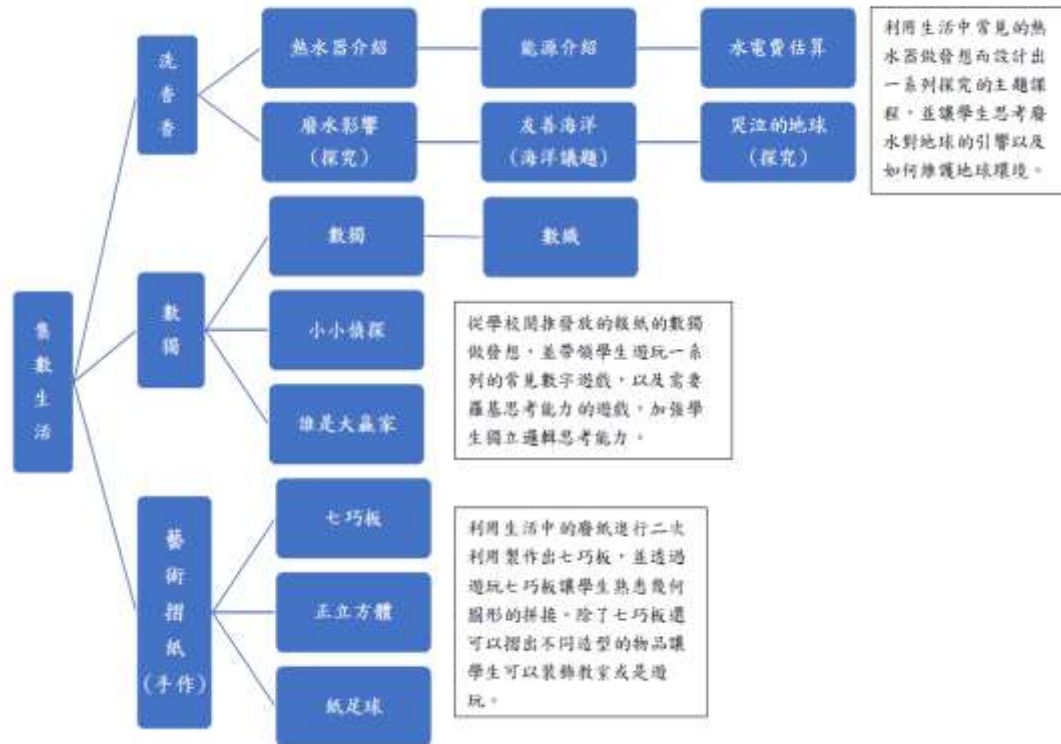 集數生活
洗香香
熱水器介紹
能源介紹
水電費估算
廢水影響
(探究)
友善海洋
(海洋議題)
哭泣的地球
(探究)
利用生活中常見的熱
水器做發想而設計出
一系列探究的主題課
程，並讓學生思考廢
水對地球的引響以及
如何維護地球環境。
數獨
數獨
數織
小小偵探
誰是大贏家
從學校開推發放的報紙的數獨
做發想，並帶領學生遊玩一系
列的常見數字遊戲，以及需要
羅基思考能力的遊戲，加強學
生獨立邏輯思考能力。
藝術摺紙
(手作)
七巧板
正立方體
紙足球
利用生活中的廢紙進行二次
利用製作出七巧板，並透過
遊玩七巧板讓學生熟悉幾何
圖形的拼接。除了七巧板還
可以摺出不同造型的物品讓
學生可以裝飾教室或是遊
玩。